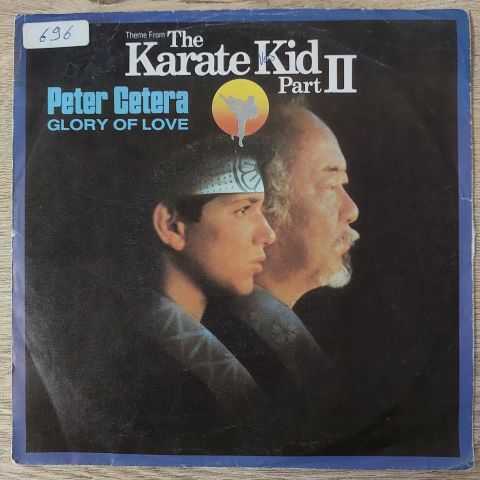 696
Theme From The
Karate Kid
Part II
Peter Cetera
GLORY OF LOVE